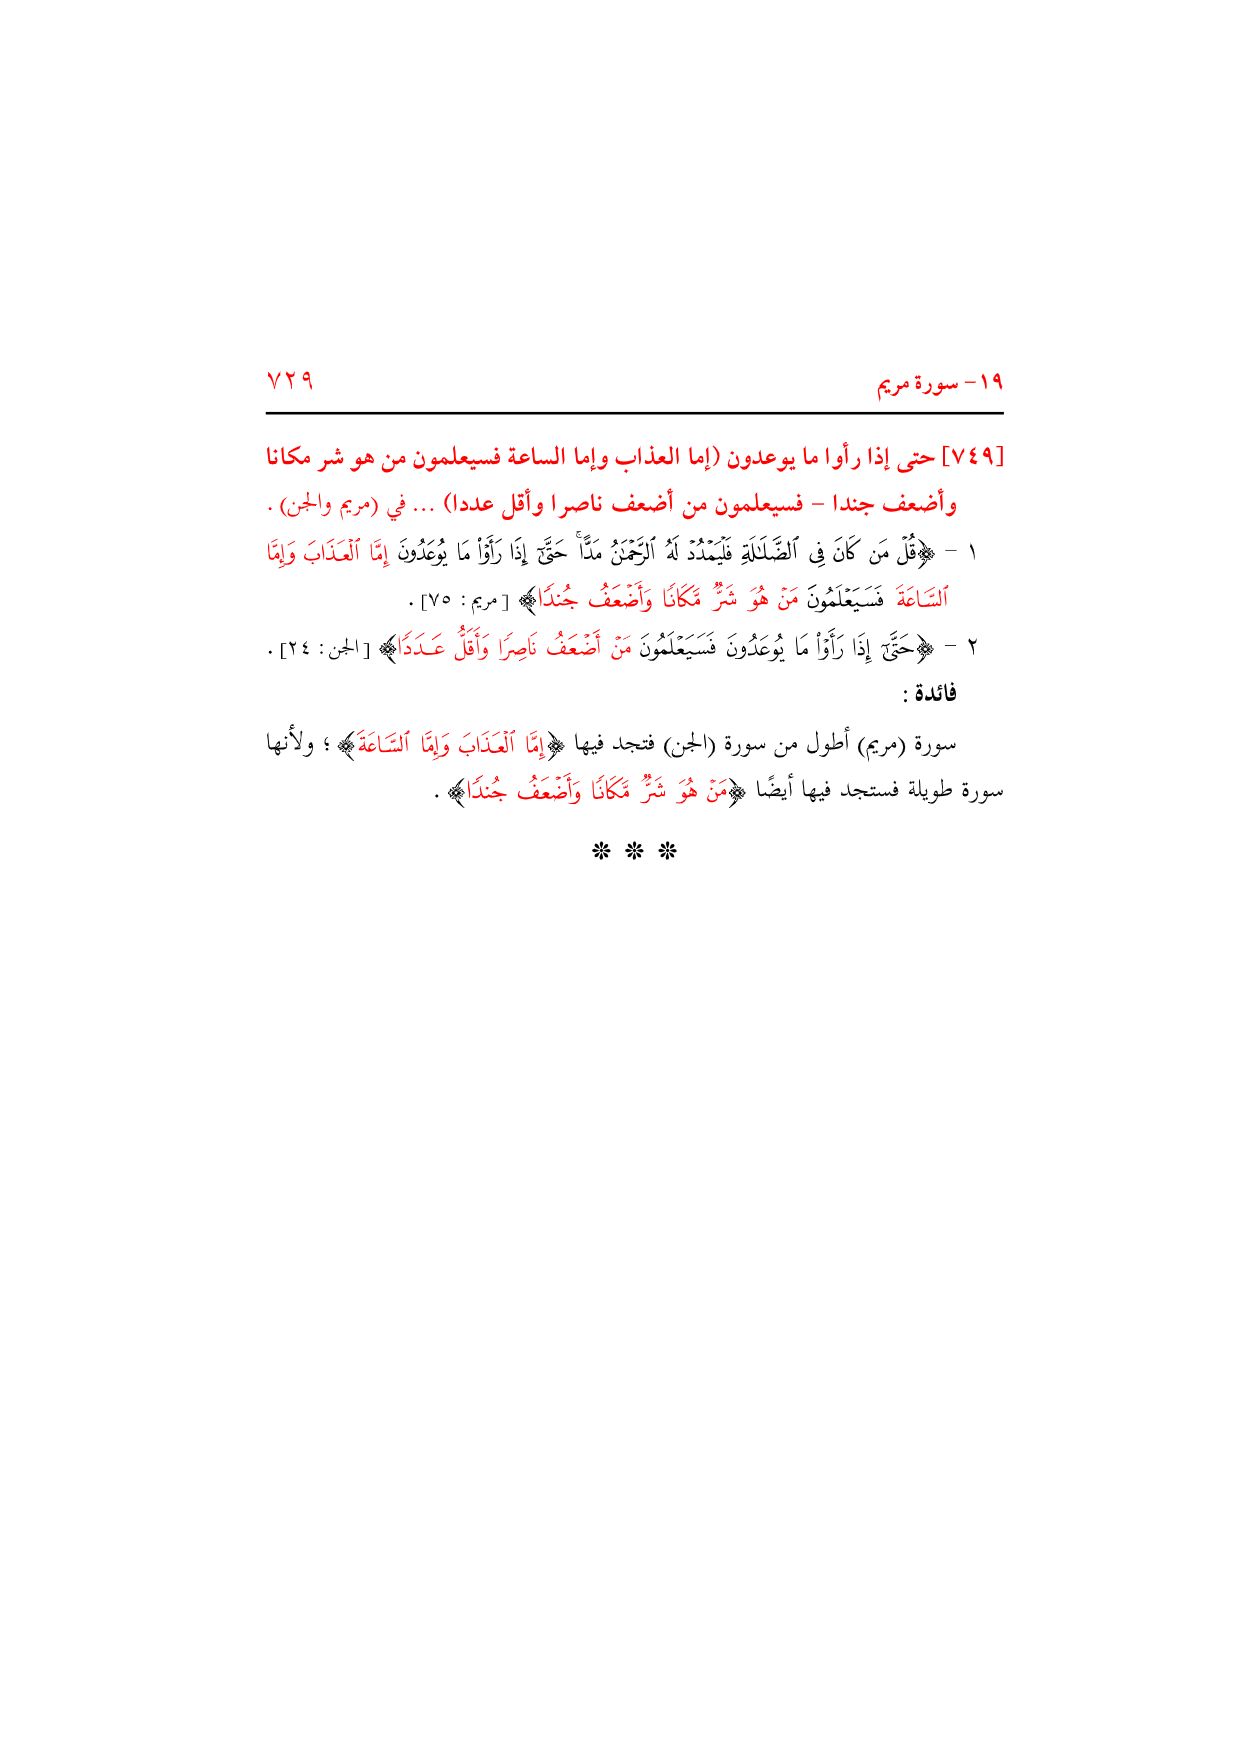 ١٩- سورة مريم ٧٢٩
[٧٤٩] حتى إذا رأوا ما يوعدون (إما العذاب وإما الساعة فسيعلمون من هو شر مكانا
وأضعف جندا – فسيعلمون من أضعف ناصرا وأقل عددا) ... في (مريم والجن) .
١ – ﴿قُلْ مَن كَانَ فِى ٱلضَّلَـٰلَةِ فَلْيَمْدُدْ لَهُ ٱلرَّحْمَـٰنُ مَدًّا ۚ حَتَّىٰٓ إِذَا رَأَوْا۟ مَا يُوعَدُونَ إِمَّا ٱلْعَذَابَ وَإِمَّا
ٱلسَّاعَةَ فَسَيَعْلَمُونَ مَنْ هُوَ شَرٌّ مَّكَانًا وَأَضْعَفُ جُندًا﴾ [مريم: ٧٥].
٢ – ﴿حَتَّىٰٓ إِذَا رَأَوْا۟ مَا يُوعَدُونَ فَسَيَعْلَمُونَ مَنْ أَضْعَفُ نَاصِرًا وَأَقَلُّ عَدَدًا﴾ [الجن: ٢٤].
فائدة :
سورة (مريم) أطول من سورة (الجن) فتجد فيها ﴿إِمَّا ٱلْعَذَابَ وَإِمَّا ٱلسَّاعَةَ﴾ ؛ ولأنها
سورة طويلة فستجد فيها أيضًا ﴿مَنْ هُوَ شَرٌّ مَّكَانًا وَأَضْعَفُ جُندًا﴾ .